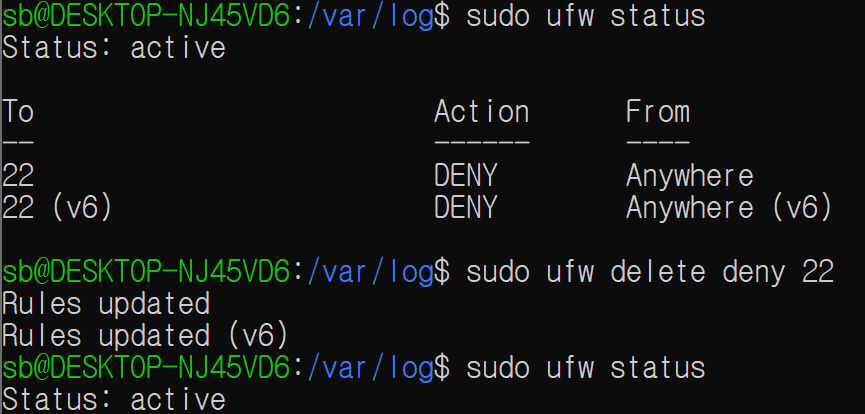 sb@DESKTOP-NJ45VD6:/var/log$ sudo ufw status
Status: active
To Action From
-- ------ ----
22 DENY Anywhere
22 (v6) DENY Anywhere (v6)
sb@DESKTOP-NJ45VD6:/var/log$ sudo ufw delete deny 22
Rules updated
Rules updated (v6)
sb@DESKTOP-NJ45VD6:/var/log$ sudo ufw status
Status: active